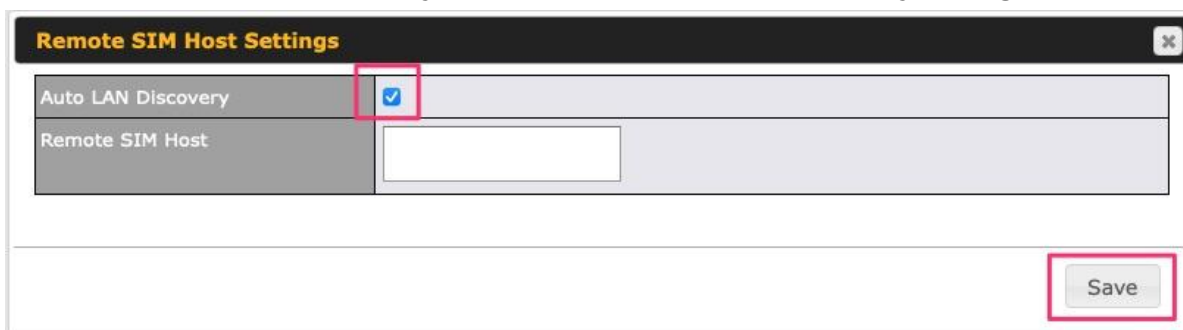 Remote SIM Host Settings
Auto LAN Discovery
Remote SIM Host
Save